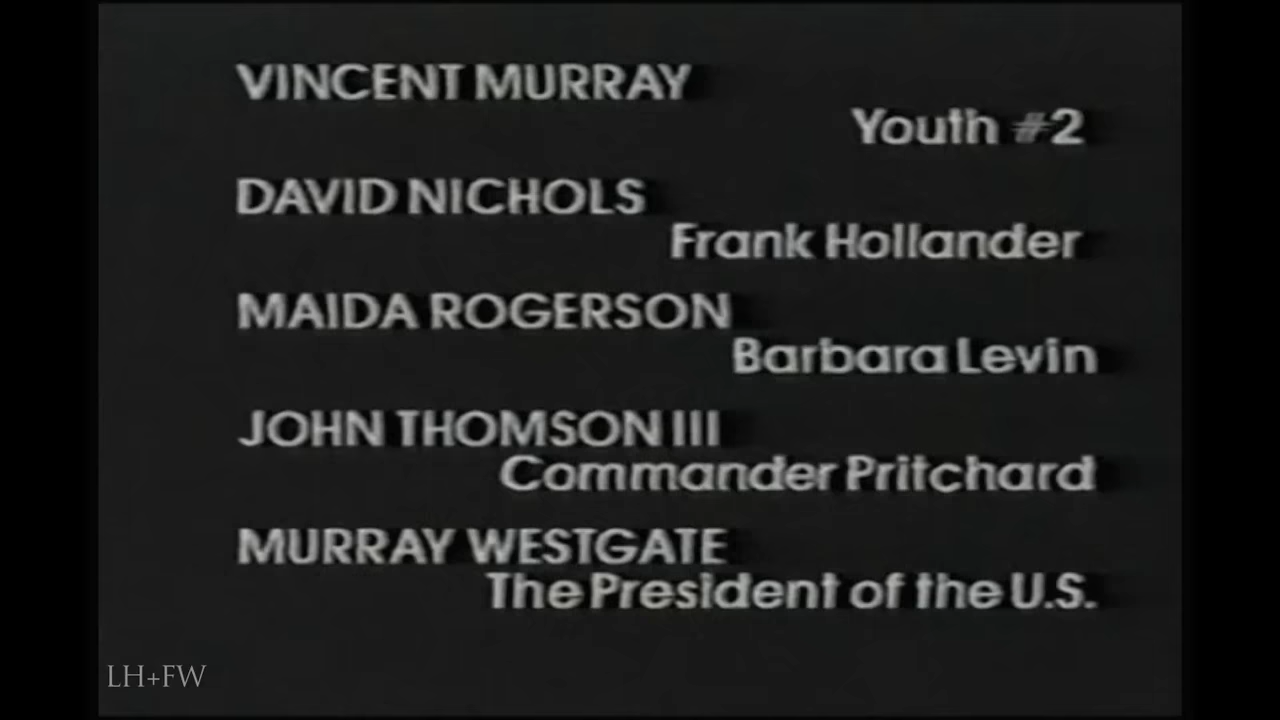 VINCENT MURRAY
Youth #2
DAVID NICHOLS
Frank Hollander
MAIDA ROGERSON
Barbara Levin
JOHN THOMSON III
Commander Pritchard
MURRAY WESTGATE
The President of the U.S.
LH+FW